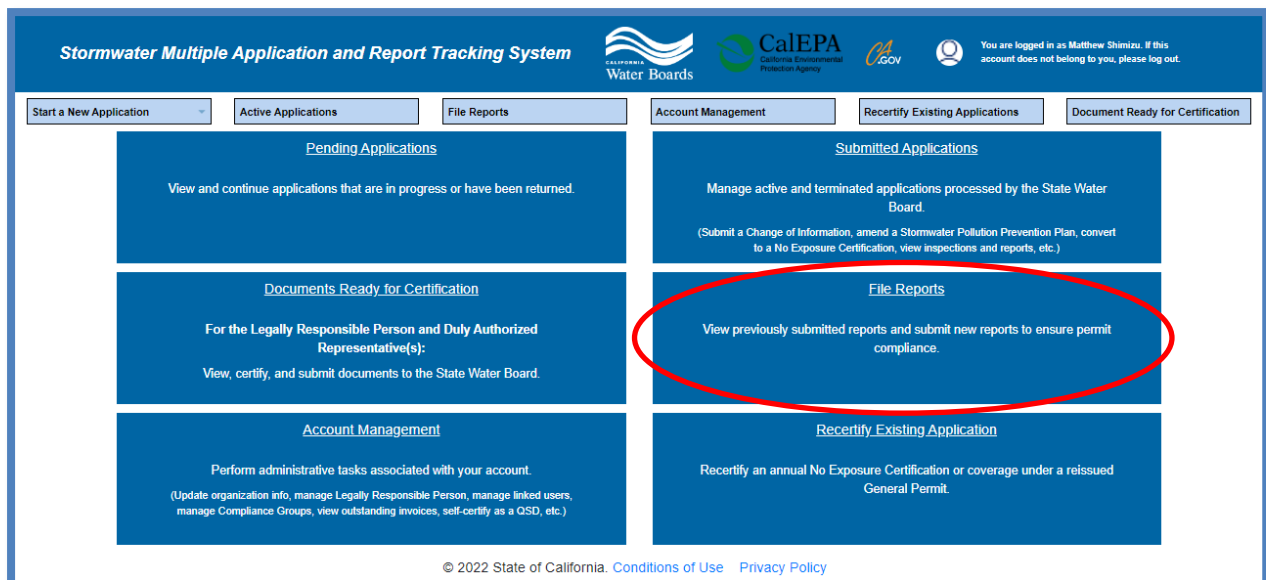 Stormwater Multiple Application and Report Tracking System
CALIFORNIA
Water Boards
CalEPA
California Environmental
Protection Agency
CA
.GOV
You are logged in as Matthew Shimizu. If this
account does not belong to you, please log out.
Start a New Application
Active Applications
File Reports
Account Management
Recertify Existing Applications
Document Ready for Certification
Pending Applications
View and continue applications that are in progress or have been returned.
Submitted Applications
Manage active and terminated applications processed by the State Water
Board.
(Submit a Change of Information, amend a Stormwater Pollution Prevention Plan, convert
to a No Exposure Certification, view inspections and reports, etc.)
Documents Ready for Certification
For the Legally Responsible Person and Duly Authorized
Representative(s):
View, certify, and submit documents to the State Water Board.
File Reports
View previously submitted reports and submit new reports to ensure permit
compliance.
Account Management
Perform administrative tasks associated with your account.
(Update organization info, manage Legally Responsible Person, manage linked users,
manage Compliance Groups, view outstanding invoices, self-certify as a QSD, etc.)
Recertify Existing Application
Recertify an annual No Exposure Certification or coverage under a reissued
General Permit.
© 2022 State of California. Conditions of Use Privacy Policy